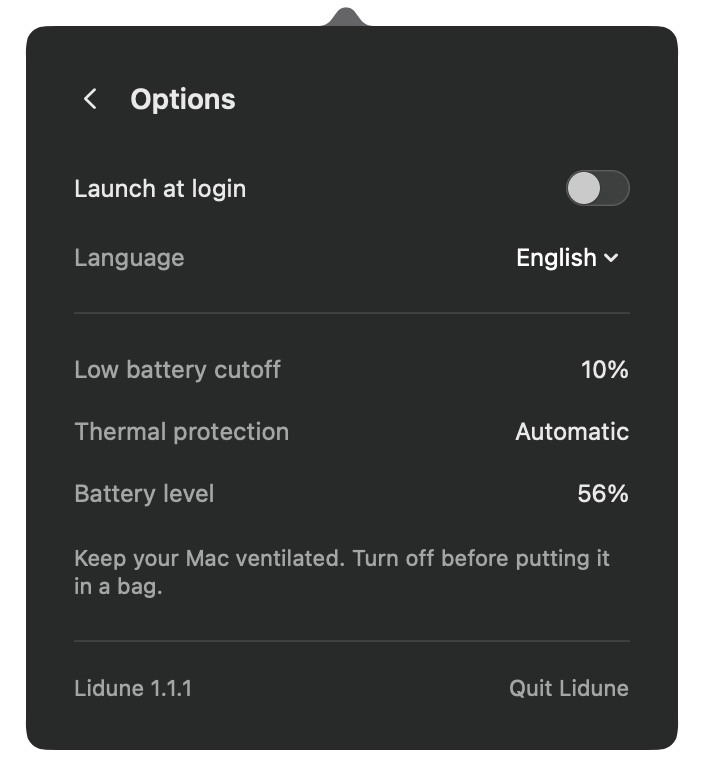 Options
Launch at login
Language English
Low battery cutoff 10%
Thermal protection Automatic
Battery level 56%
Keep your Mac ventilated. Turn off before putting it
in a bag.
Lidune 1.1.1 Quit Lidune